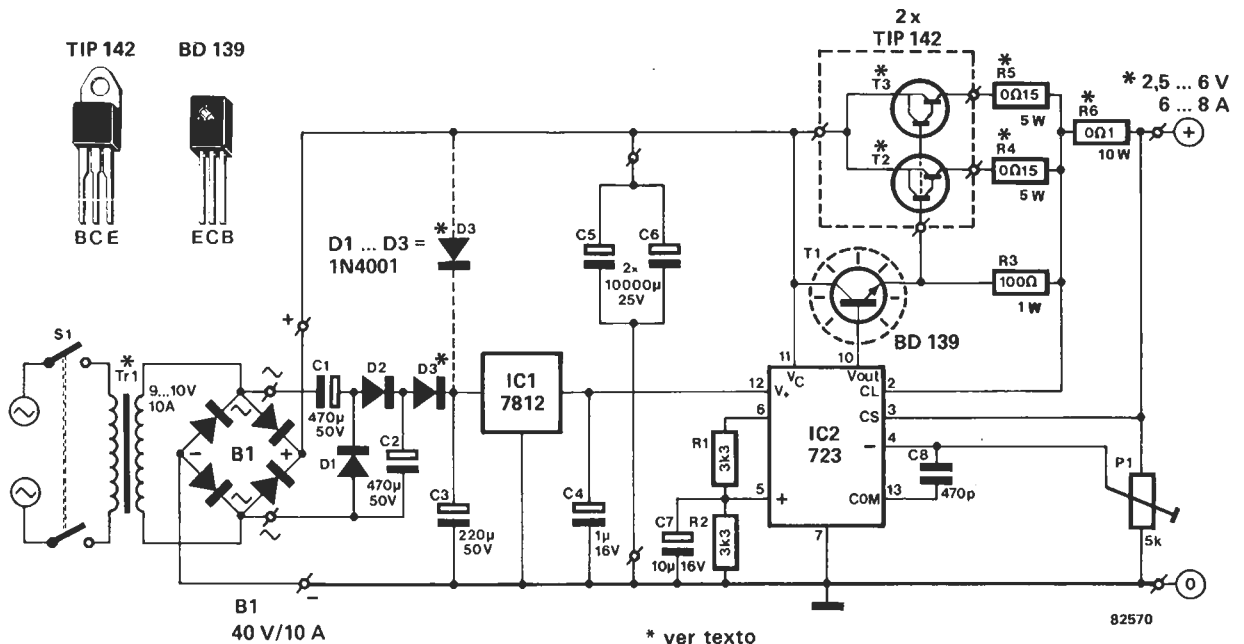 TIP 142
BD 139
B C E
E C B
2 x
TIP 142
* T3
* T2
* R5
0Ω15
5 W
* R4
0Ω15
5 W
* R6
0Ω1
10 W
* 2,5 ... 6 V
6 ... 8 A
+
D1 ... D3 =
1N4001
* D3
C5
C6
2x
10000µ
25V
T1
BD 139
R3
100Ω
1 W
S1
* Tr1
9...10V
10A
~
~
~
~
+
−
+
B1
−
C1
470µ
50V
D2
D3 *
D1
C2
470µ
50V
C3
220µ
50V
IC1
7812
C4
1µ
16V
R1
3k3
R2
3k3
C7
10µ 16V
11
VC
10
Vout
12
V+
2
CL
3
CS
6
IC2
723
4
−
5
+
13
COM
7
C8
470p
P1
5k
0
B1
40 V/10 A
82570
* ver texto